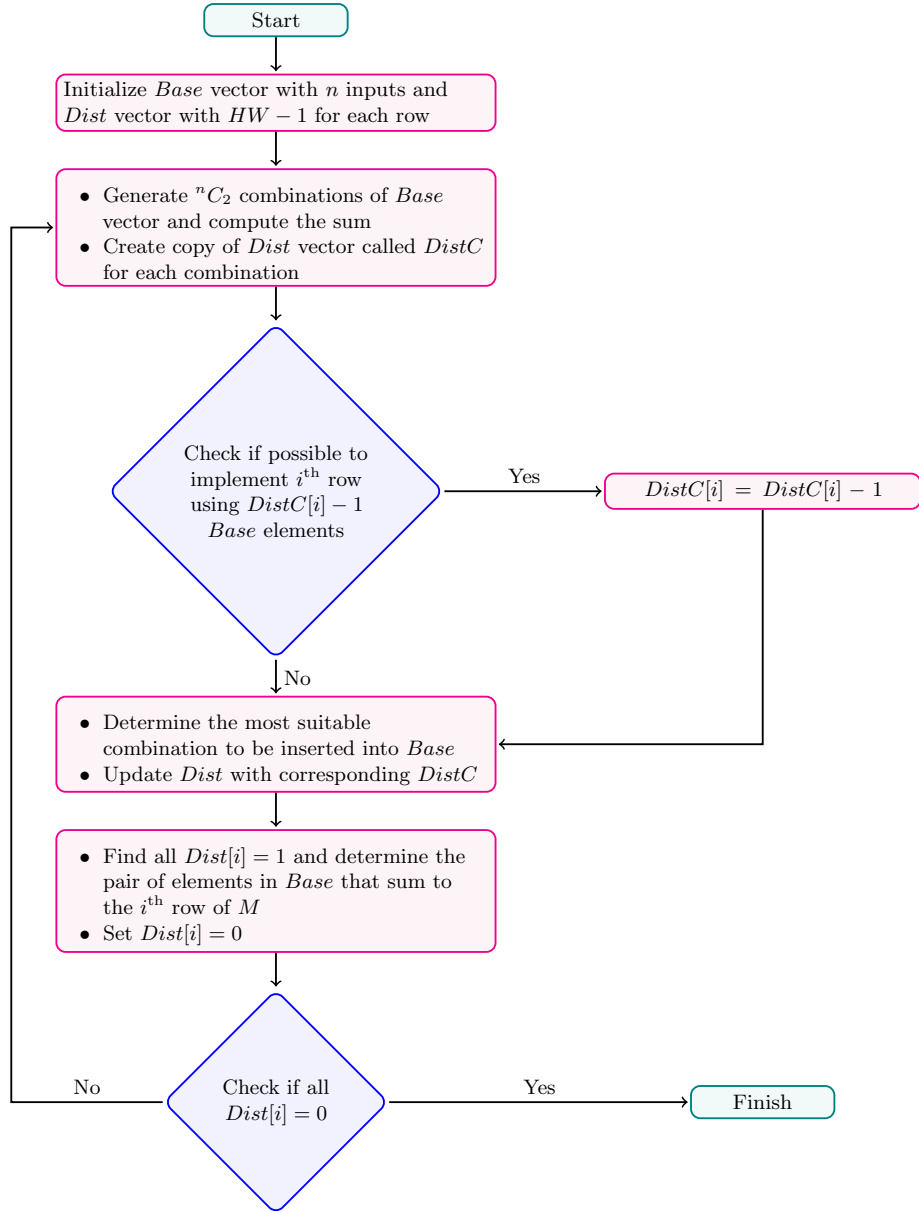 Start
Initialize Base vector with n inputs and
Dist vector with HW − 1 for each row
• Generate ⁿC₂ combinations of Base
vector and compute the sum
• Create copy of Dist vector called DistC
for each combination
Check if possible to
implement iᵗʰ row
using DistC[i] − 1
Base elements
Yes
DistC[i] = DistC[i] − 1
No
• Determine the most suitable
combination to be inserted into Base
• Update Dist with corresponding DistC
• Find all Dist[i] = 1 and determine the
pair of elements in Base that sum to
the iᵗʰ row of M
• Set Dist[i] = 0
No
Check if all
Dist[i] = 0
Yes
Finish